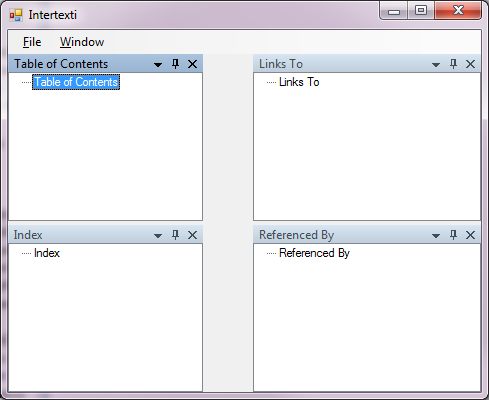 Intertexti
File Window
Table of Contents
Table of Contents
Links To
Links To
Index
Index
Referenced By
Referenced By